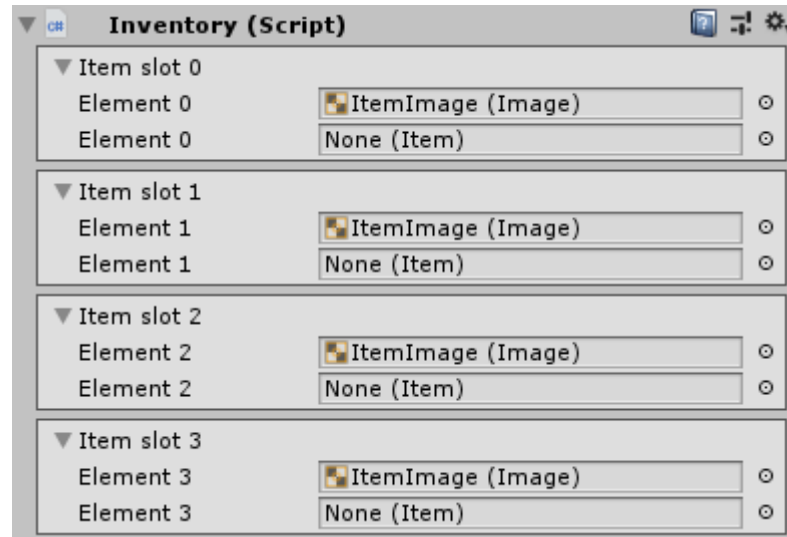 c# Inventory (Script)
Item slot 0
Element 0 ItemImage (Image)
Element 0 None (Item)
Item slot 1
Element 1 ItemImage (Image)
Element 1 None (Item)
Item slot 2
Element 2 ItemImage (Image)
Element 2 None (Item)
Item slot 3
Element 3 ItemImage (Image)
Element 3 None (Item)